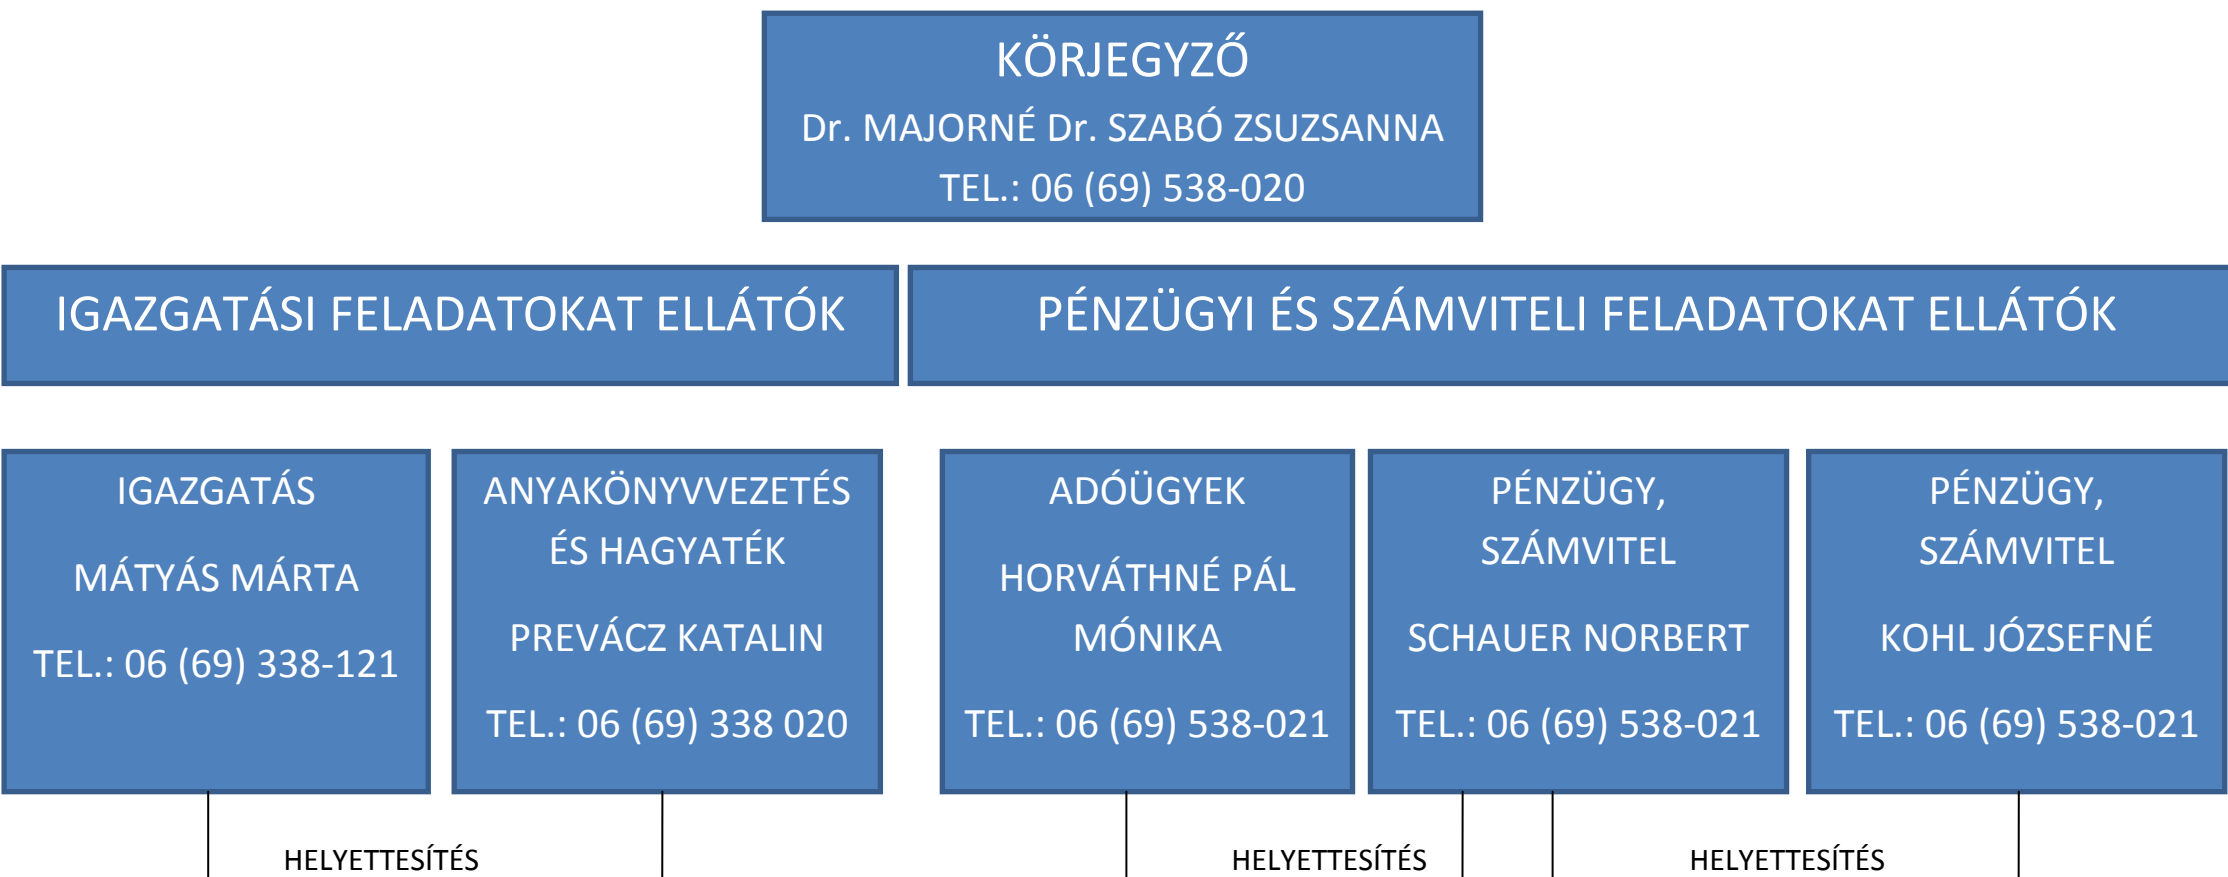 KÖRJEGYZŐ
Dr. MAJORNÉ Dr. SZABÓ ZSUZSANNA
TEL.: 06 (69) 538-020
IGAZGATÁSI FELADATOKAT ELLÁTÓK
PÉNZÜGYI ÉS SZÁMVITELI FELADATOKAT ELLÁTÓK
IGAZGATÁS
MÁTYÁS MÁRTA
TEL.: 06 (69) 338-121
ANYAKÖNYVVEZETÉS
ÉS HAGYATÉK
PREVÁCZ KATALIN
TEL.: 06 (69) 338 020
ADÓÜGYEK
HORVÁTHNÉ PÁL
MÓNIKA
TEL.: 06 (69) 538-021
PÉNZÜGY,
SZÁMVITEL
SCHAUER NORBERT
TEL.: 06 (69) 538-021
PÉNZÜGY,
SZÁMVITEL
KOHL JÓZSEFNÉ
TEL.: 06 (69) 538-021
HELYETTESÍTÉS
HELYETTESÍTÉS
HELYETTESÍTÉS